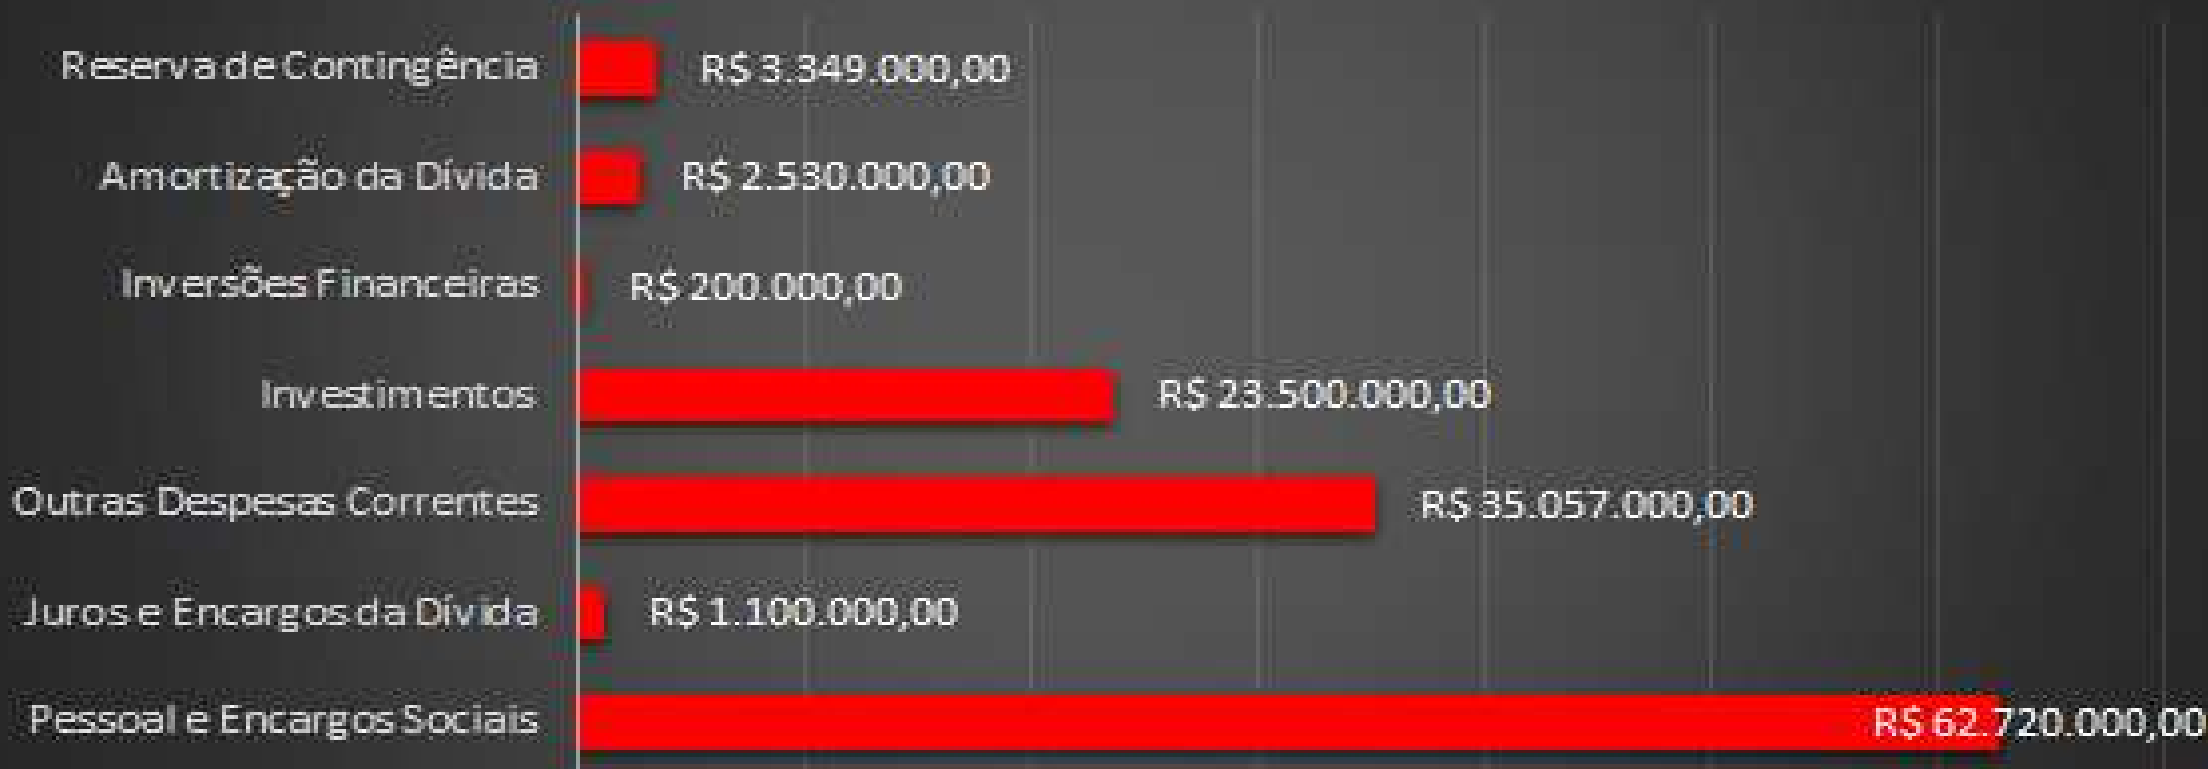 Reserva de Contingência R$ 3.349.000,00
Amortização da Dívida R$ 2.530.000,00
Inversões Financeiras R$ 200.000,00
Investimentos R$ 23.500.000,00
Outras Despesas Correntes R$ 35.057.000,00
Juros e Encargos da Dívida R$ 1.100.000,00
Pessoal e Encargos Sociais R$ 62.720.000,00